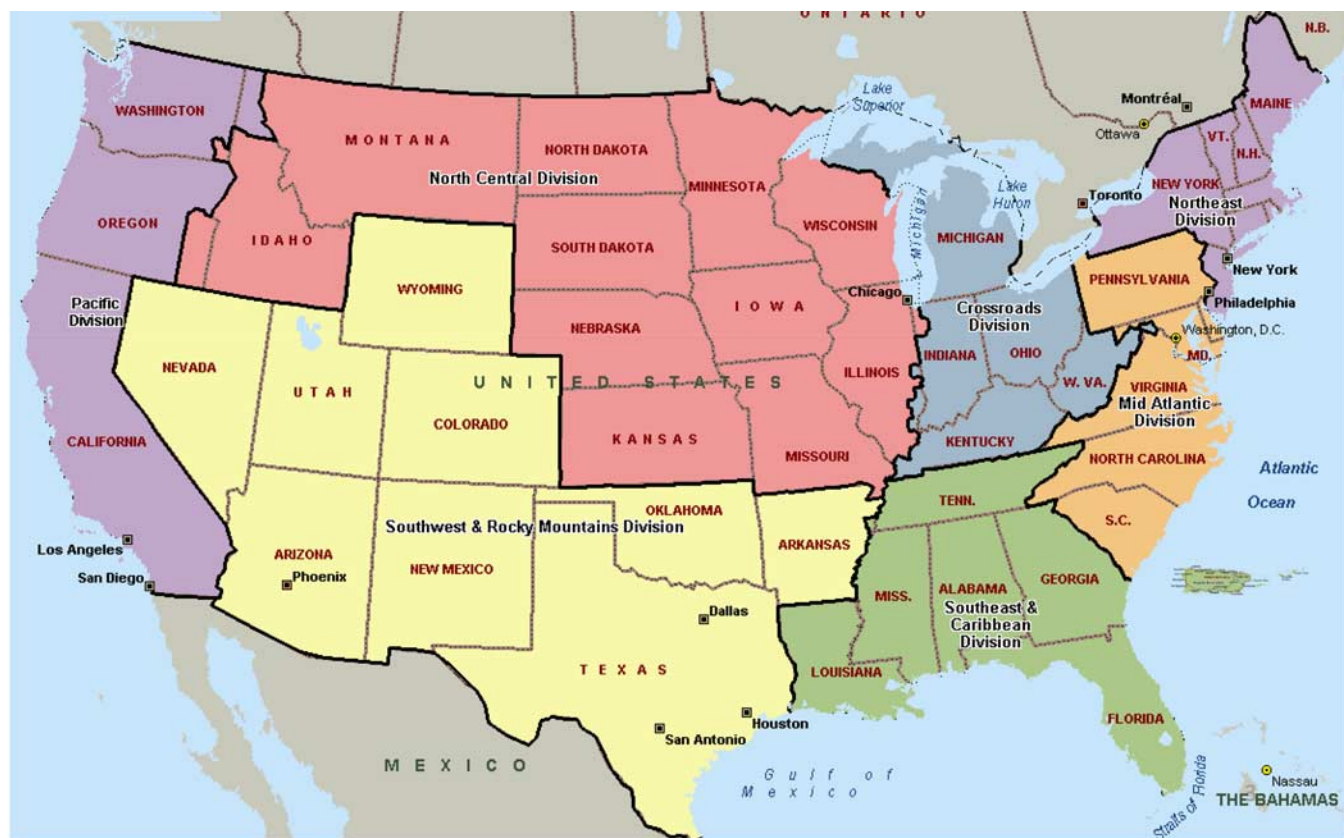 ONTARIO
N.B.
Lake
Superior
Montréal
Ottawa
MAINE
VT.
N.H.
WASHINGTON
MONTANA
NORTH DAKOTA
North Central Division
MINNESOTA
Lake
Huron
Toronto
NEW YORK
Northeast
Division
OREGON
IDAHO
SOUTH DAKOTA
WISCONSIN
Michigan
MICHIGAN
New York
PENNSYLVANIA
Philadelphia
WYOMING
Pacific
Division
Chicago
IOWA
NEBRASKA
Crossroads
Division
Washington, D.C.
MD.
NEVADA
UTAH
UNITED STATES
ILLINOIS
INDIANA
OHIO
W. VA.
VIRGINIA
Mid Atlantic
Division
COLORADO
CALIFORNIA
KANSAS
MISSOURI
KENTUCKY
NORTH CAROLINA
Atlantic
Ocean
TENN.
S.C.
OKLAHOMA
Southwest & Rocky Mountains Division
ARKANSAS
Los Angeles
ARIZONA
NEW MEXICO
San Diego
Phoenix
MISS.
ALABAMA
GEORGIA
Southeast &
Caribbean
Division
Dallas
TEXAS
LOUISIANA
FLORIDA
Houston
San Antonio
MEXICO
Gulf of
Mexico
Straits of Florida
Nassau
THE BAHAMAS